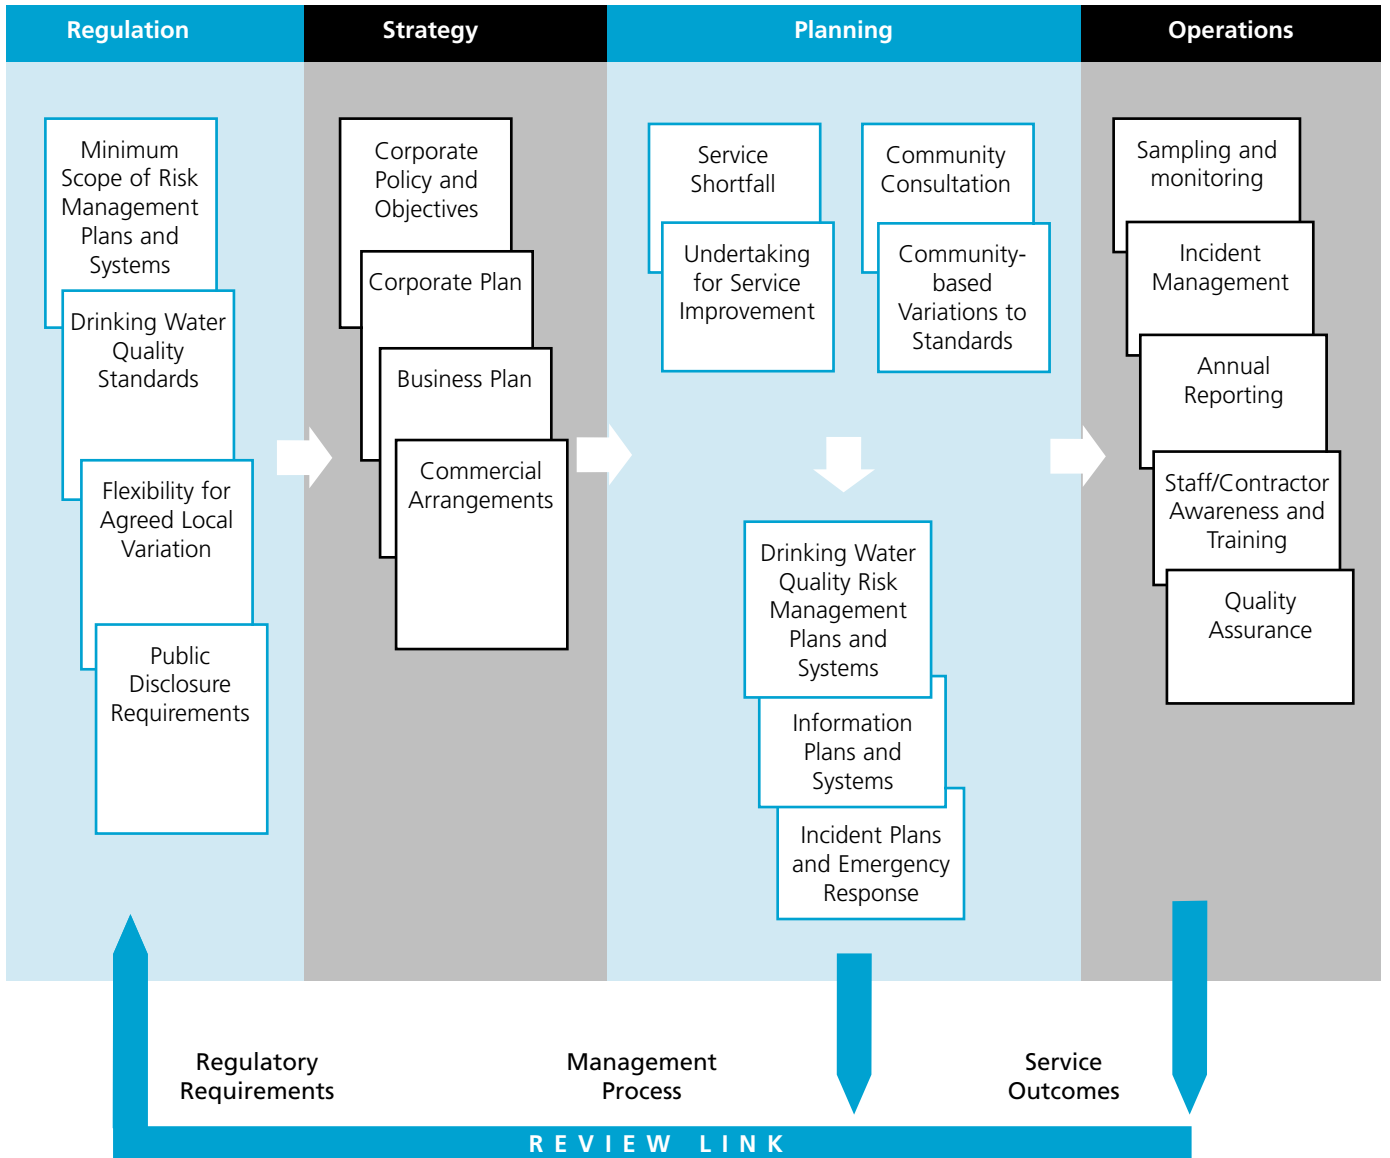 Regulation
Strategy
Planning
Operations
Minimum
Scope of Risk
Management
Plans and
Systems
Drinking Water
Quality
Standards
Flexibility for
Agreed Local
Variation
Public
Disclosure
Requirements
Corporate
Policy and
Objectives
Corporate Plan
Business Plan
Commercial
Arrangements
Service
Shortfall
Undertaking
for Service
Improvement
Community
Consultation
Community-
based
Variations to
Standards
Drinking Water
Quality Risk
Management
Plans and
Systems
Information
Plans and
Systems
Incident Plans
and Emergency
Response
Sampling and
monitoring
Incident
Management
Annual
Reporting
Staff/Contractor
Awareness and
Training
Quality
Assurance
Regulatory
Requirements
Management
Process
Service
Outcomes
REVIEW LINK